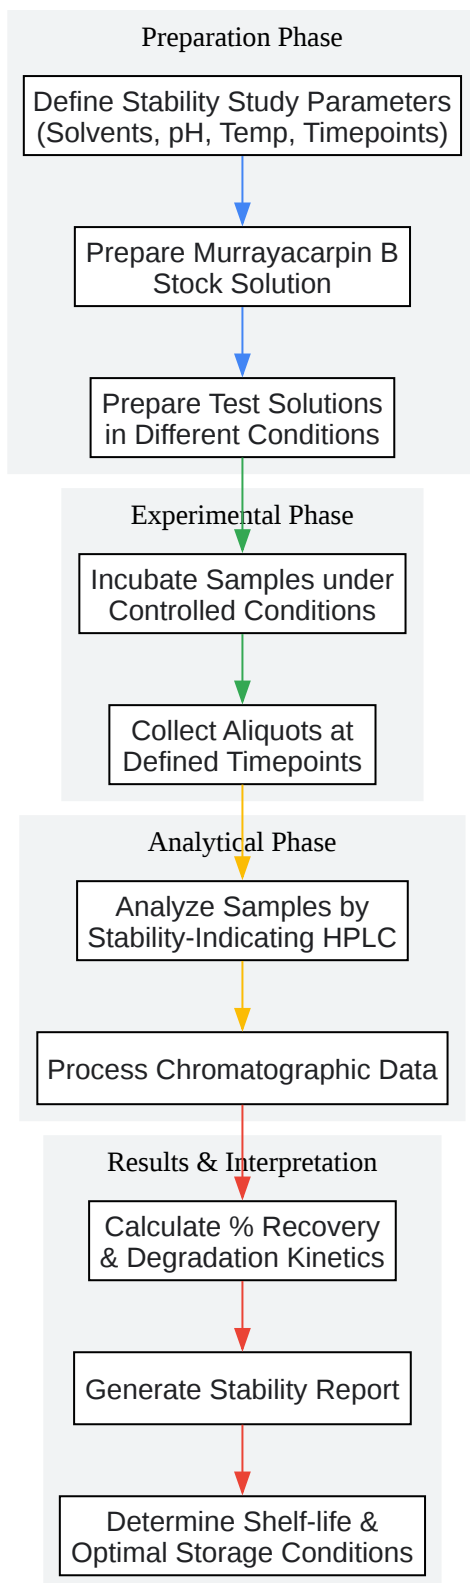 Preparation Phase
Define Stability Study Parameters
(Solvents, pH, Temp, Timepoints)
Prepare Murrayacarpin B
Stock Solution
Prepare Test Solutions
in Different Conditions
Experimental Phase
Incubate Samples under
Controlled Conditions
Collect Aliquots at
Defined Timepoints
Analytical Phase
Analyze Samples by
Stability-Indicating HPLC
Process Chromatographic Data
Results & Interpretation
Calculate % Recovery
& Degradation Kinetics
Generate Stability Report
Determine Shelf-life &
Optimal Storage Conditions